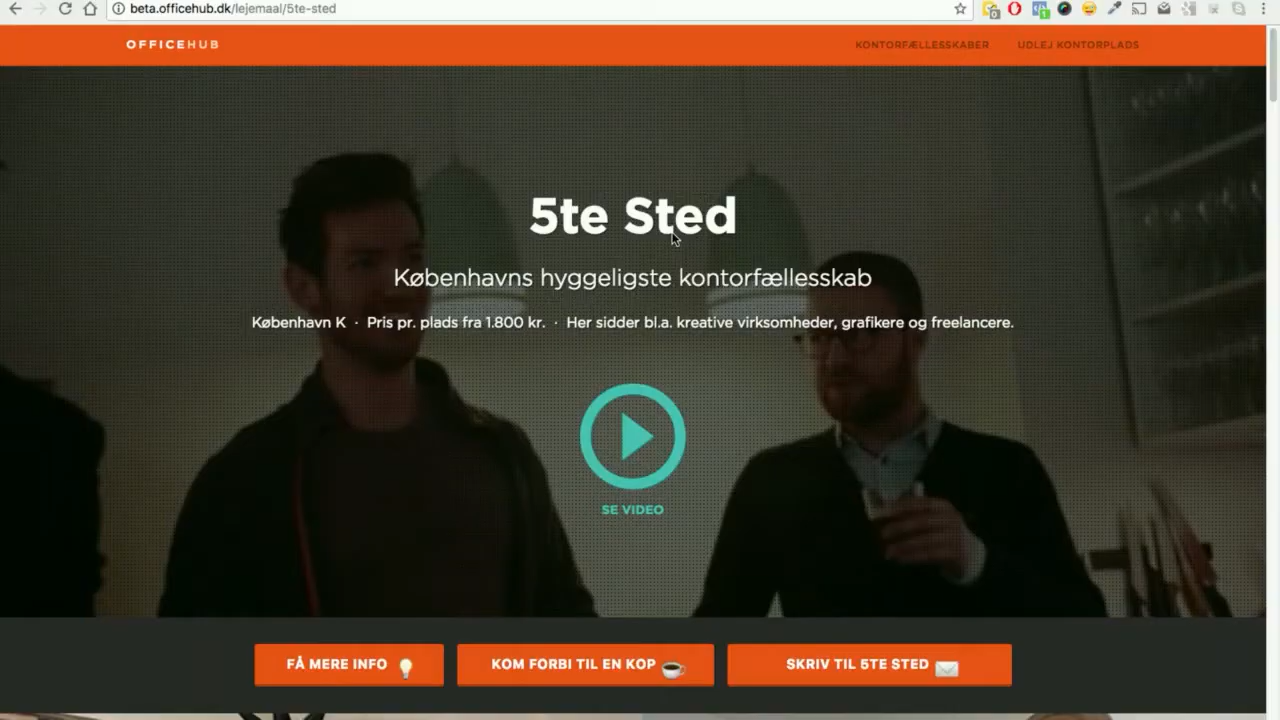 beta.officehub.dk/lejemaal/5te-sted
OFFICEHUB
KONTORFÆLLESSKABER
UDLEJ KONTORPLADS
5te Sted
Københavns hyggeligste kontorfællesskab
København K · Pris pr. plads fra 1.800 kr. · Her sidder bl.a. kreative virksomheder, grafikere og freelancere.
SE VIDEO
FÅ MERE INFO
KOM FORBI TIL EN KOP
SKRIV TIL 5TE STED